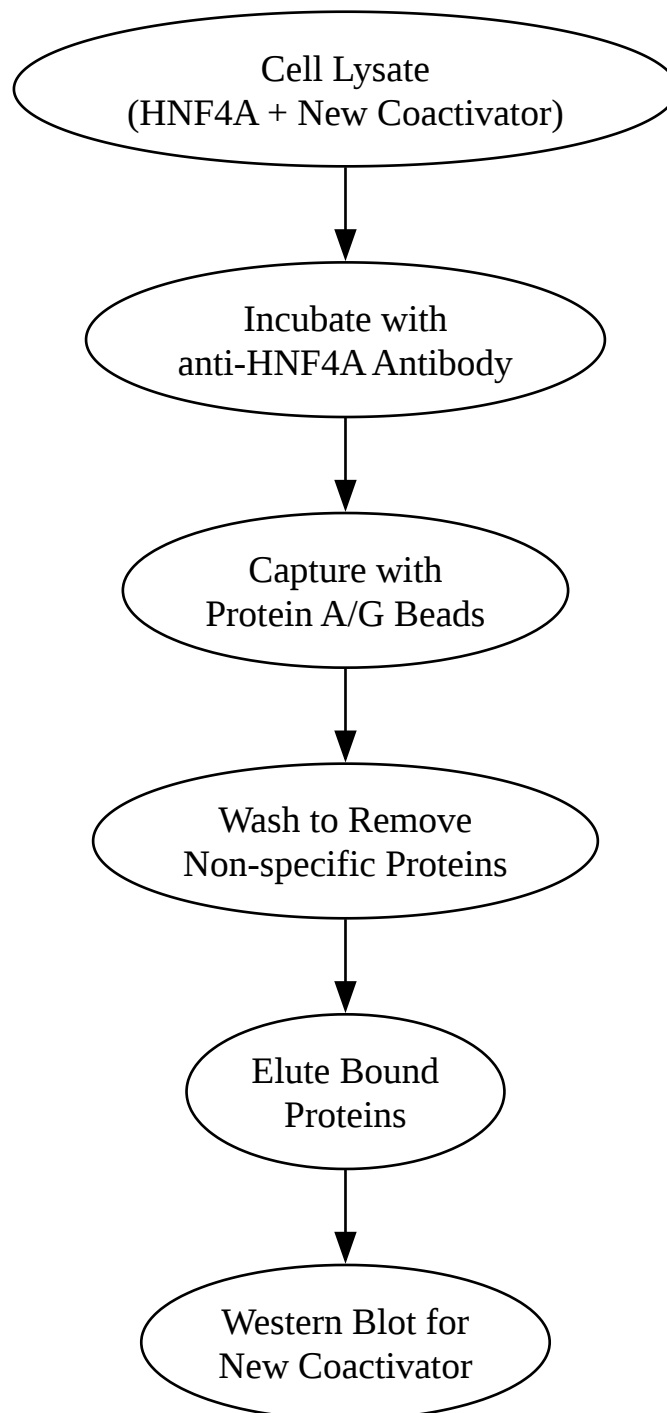 Cell Lysate
(HNF4A + New Coactivator)
Incubate with
anti-HNF4A Antibody
Capture with
Protein A/G Beads
Wash to Remove
Non-specific Proteins
Elute Bound
Proteins
Western Blot for
New Coactivator